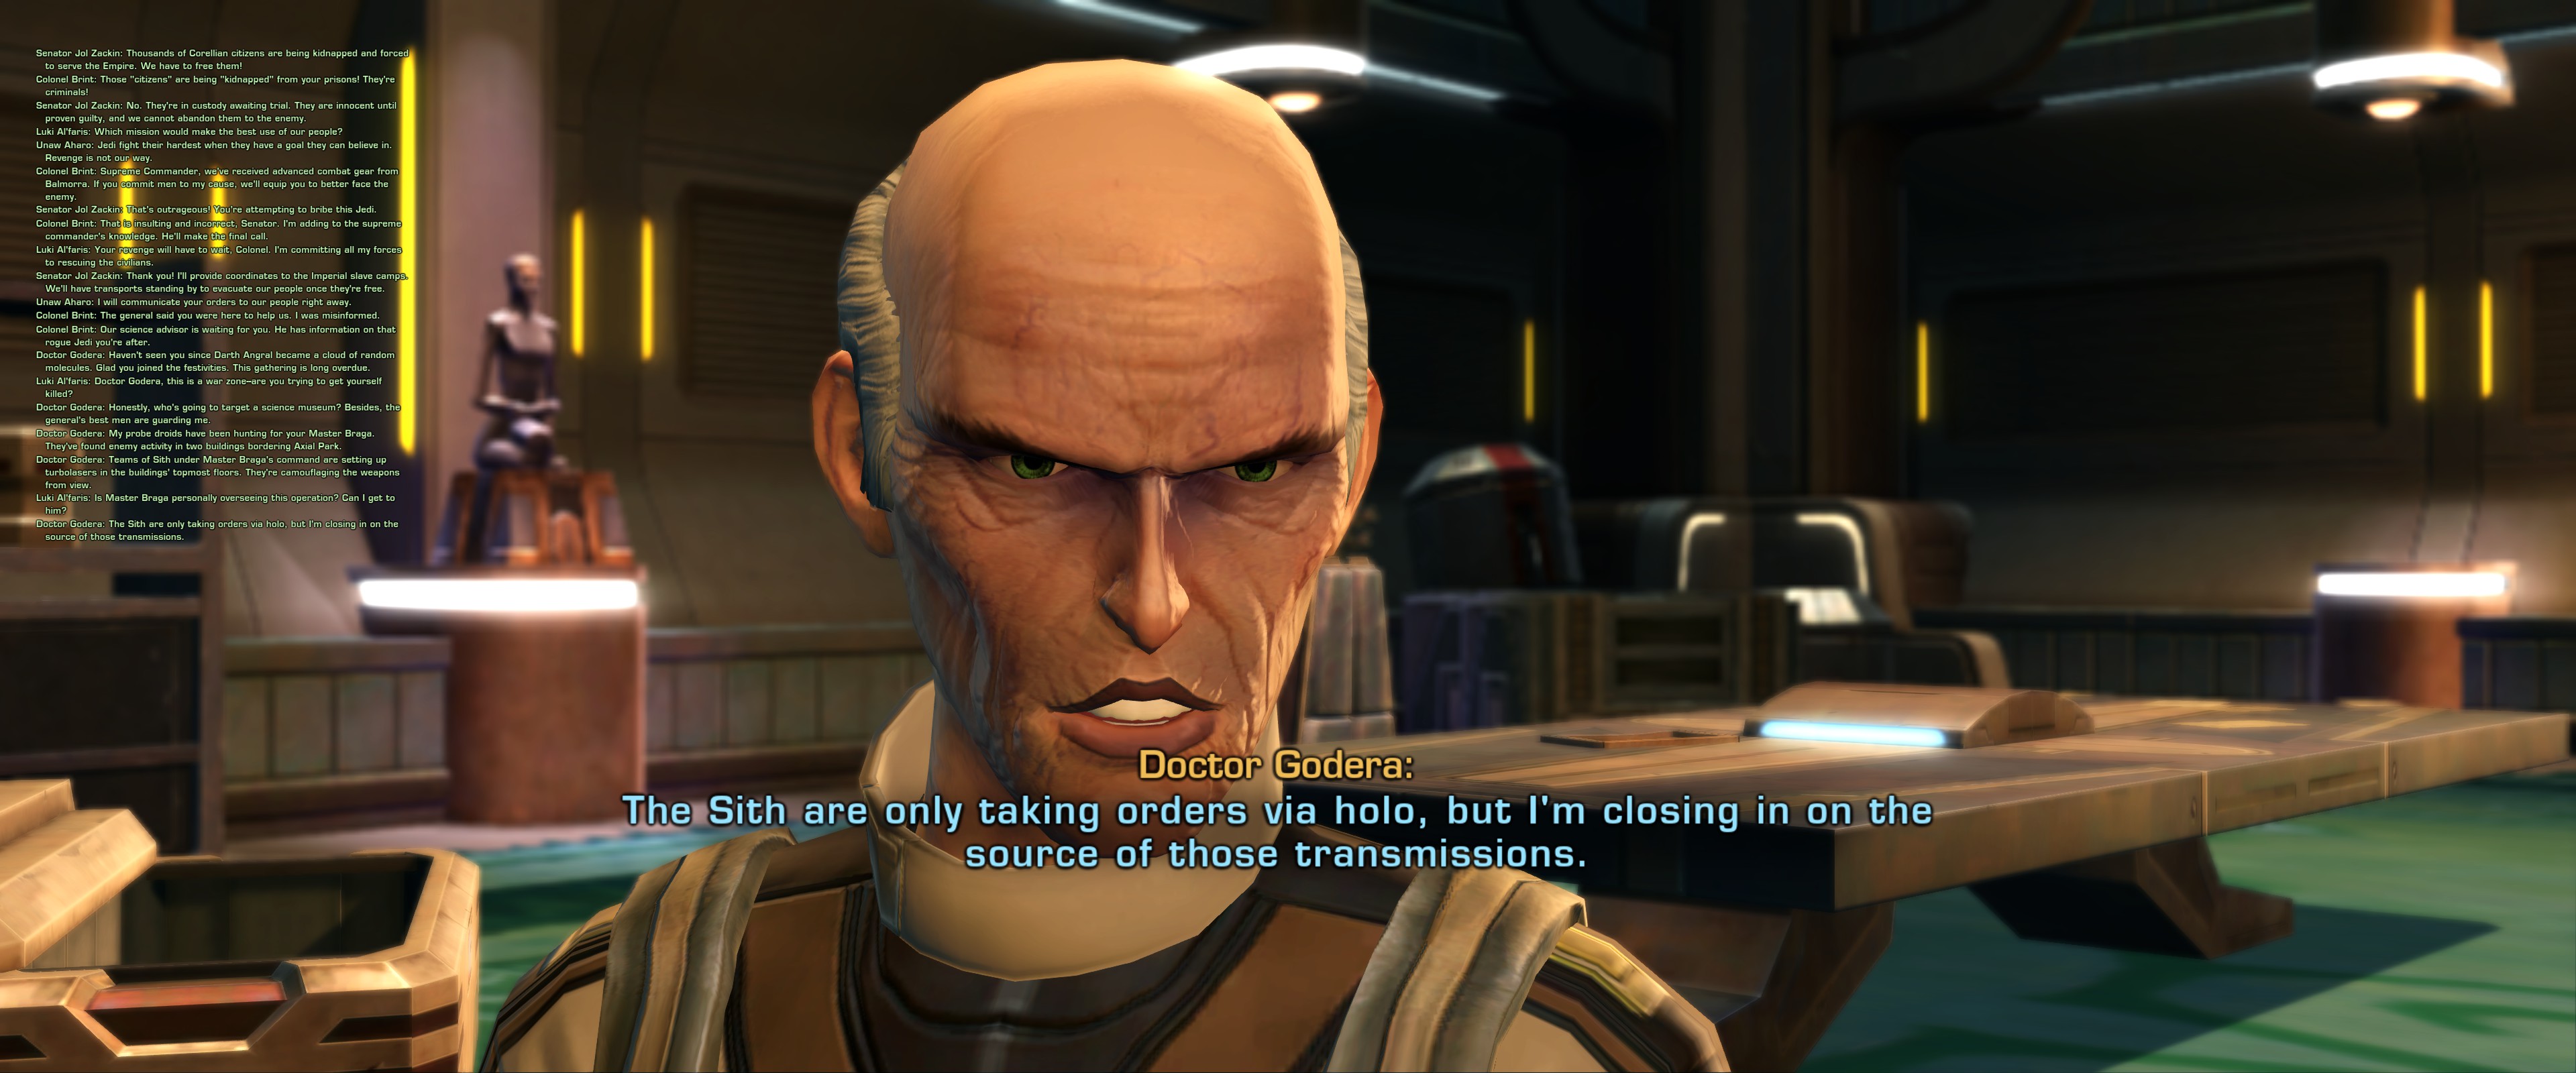 Senator Jol Zackin: Thousands of Corellian citizens are being kidnapped and forced
to serve the Empire. We have to free them!
Colonel Brint: Those "citizens" are being "kidnapped" from your prisons! They're
criminals!
Senator Jol Zackin: No. They're in custody awaiting trial. They are innocent until
proven guilty, and we cannot abandon them to the enemy.
Luki Al'faris: Which mission would make the best use of our people?
Unaw Aharo: Jedi fight their hardest when they have a goal they can believe in.
Revenge is not our way.
Colonel Brint: Supreme Commander, we've received advanced combat gear from
Balmorra. If you commit men to my cause, we'll equip you to better face the
enemy.
Senator Jol Zackin: That's outrageous! You're attempting to bribe this Jedi.
Colonel Brint: That is insulting and incorrect, Senator. I'm adding to the supreme
commander's knowledge. He'll make the final call.
Luki Al'faris: Your revenge will have to wait, Colonel. I'm committing all my forces
to rescuing the civilians.
Senator Jol Zackin: Thank you! I'll provide coordinates to the Imperial slave camps.
We'll have transports standing by to evacuate our people once they're free.
Unaw Aharo: I will communicate your orders to our people right away.
Colonel Brint: The general said you were here to help us. I was misinformed.
Colonel Brint: Our science advisor is waiting for you. He has information on that
rogue Jedi you're after.
Doctor Godera: Haven't seen you since Darth Angral became a cloud of random
molecules. Glad you joined the festivities. This gathering is long overdue.
Luki Al'faris: Doctor Godera, this is a war zone–are you trying to get yourself
killed?
Doctor Godera: Honestly, who's going to target a science museum? Besides, the
general's best men are guarding me.
Doctor Godera: My probe droids have been hunting for your Master Braga.
They've found enemy activity in two buildings bordering Axial Park.
Doctor Godera: Teams of Sith under Master Braga's command are setting up
turbolasers in the buildings' topmost floors. They're camouflaging the weapons
from view.
Luki Al'faris: Is Master Braga personally overseeing this operation? Can I get to
him?
Doctor Godera: The Sith are only taking orders via holo, but I'm closing in on the
source of those transmissions.
Doctor Godera:
The Sith are only taking orders via holo, but I'm closing in on the
source of those transmissions.